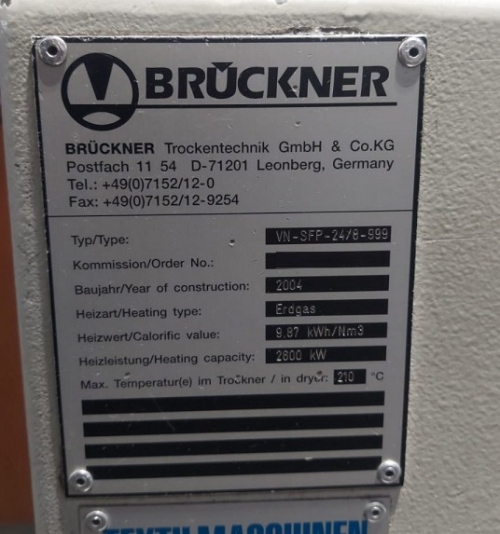 BRÜCKNER
BRÜCKNER Trockentechnik GmbH & Co.KG
Postfach 11 54 D-71201 Leonberg, Germany
Tel.: +49(0)7152/12-0
Fax: +49(0)7152/12-9254
Typ/Type: VN-SFP-24/8-999
Kommission/Order No.:
Baujahr/Year of construction: 2004
Heizart/Heating type: Erdgas
Heizwert/Calorific value: 9.87 kWh/Nm3
Heizleistung/Heating capacity: 2800 kW
Max. Temperatur(e) im Trockner / in dryer: 210 °C
TEXTILMASCHINEN